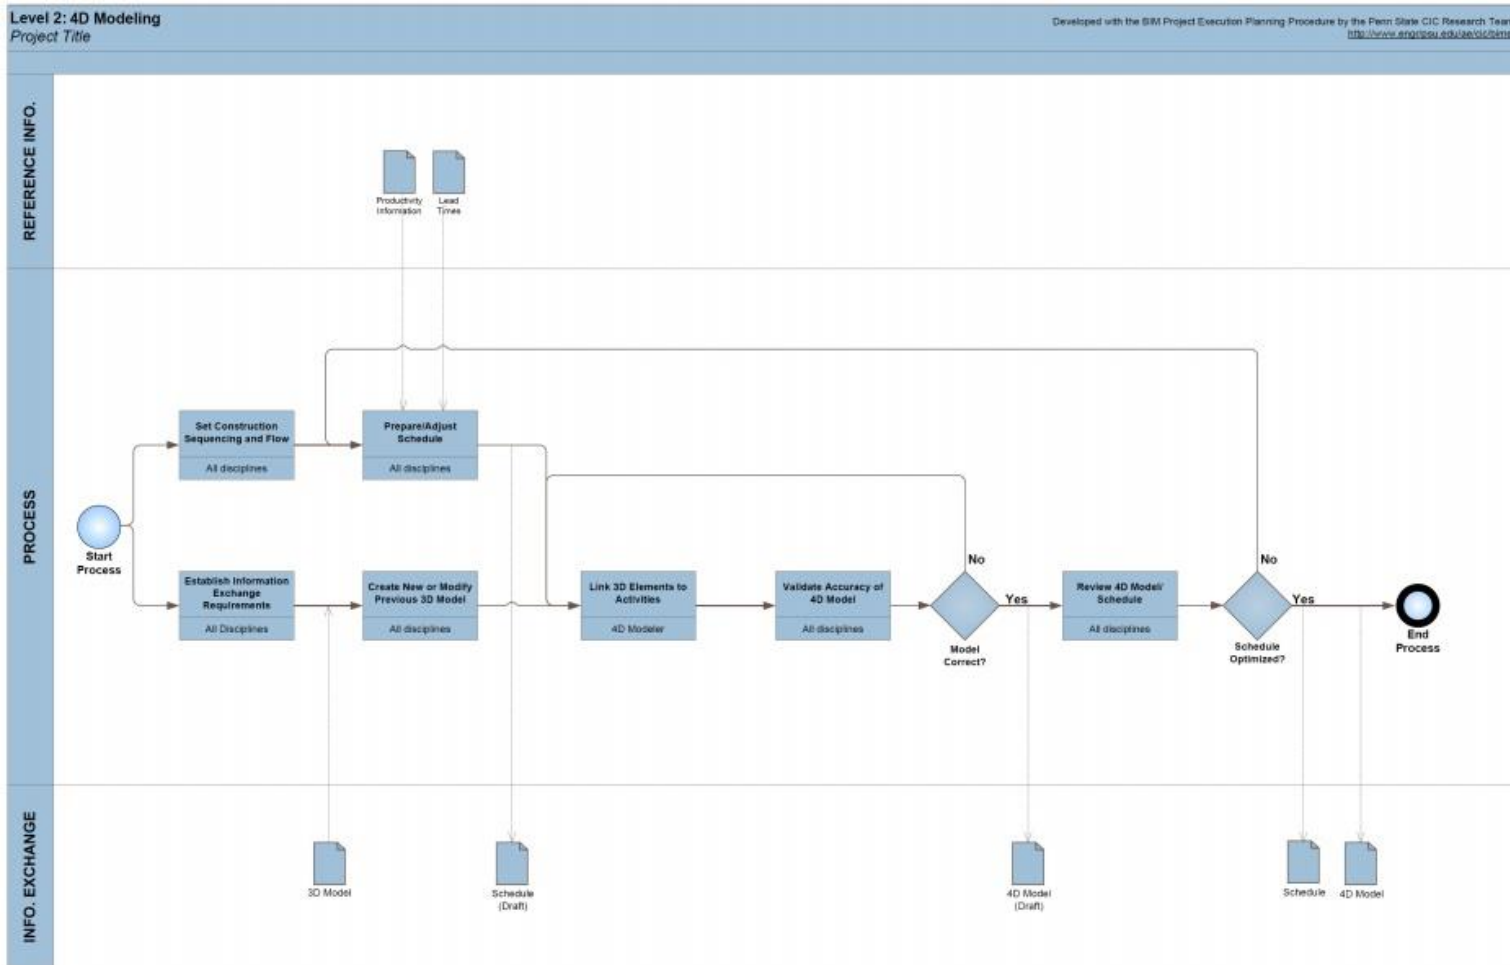 Level 2: 4D Modeling
Project Title
Developed with the BIM Project Execution Planning Procedure by the Penn State CIC Research Team
REFERENCE INFO.
Productivity
Information
Lead
Times
PROCESS
Start
Process
Set Construction
Sequencing and Flow
All disciplines
Prepare/Adjust
Schedule
All disciplines
Establish Information
Exchange
Requirements
All Disciplines
Create New or Modify
Previous 3D Model
All disciplines
Link 3D Elements to
Activities
4D Modeler
Validate Accuracy of
4D Model
All disciplines
No
Yes
Model
Correct?
Review 4D Model/
Schedule
All disciplines
No
Yes
Schedule
Optimized?
End
Process
INFO. EXCHANGE
3D Model
Schedule
(Draft)
4D Model
(Draft)
Schedule
4D Model